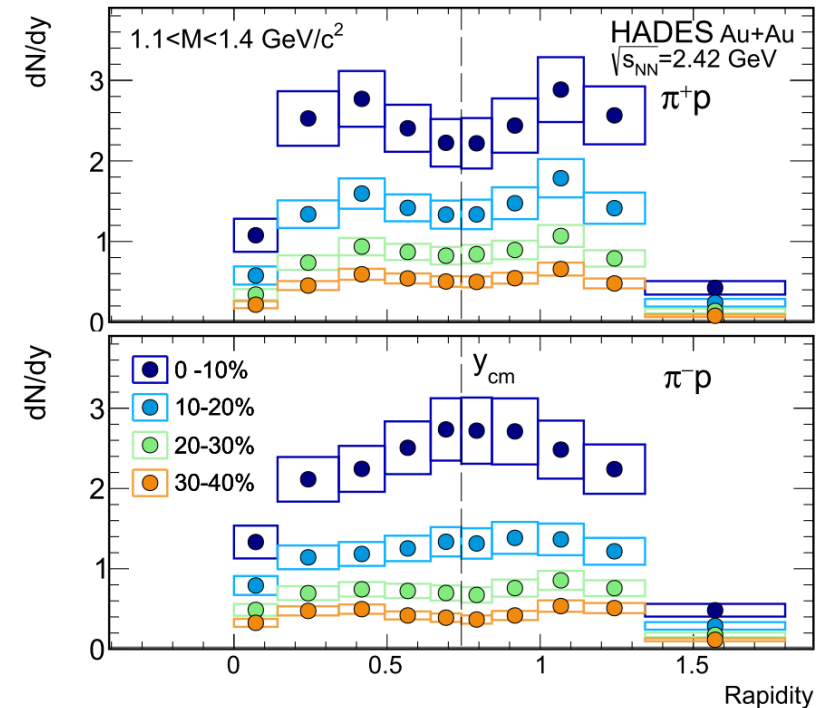 dN/dy
1.1<M<1.4 GeV/c²
HADES Au+Au
√sNN=2.42 GeV
π⁺p
3
2
1
0
dN/dy
y_cm
π⁻p
0 -10%
10-20%
20-30%
30-40%
3
2
1
0
0 0.5 1 1.5
Rapidity